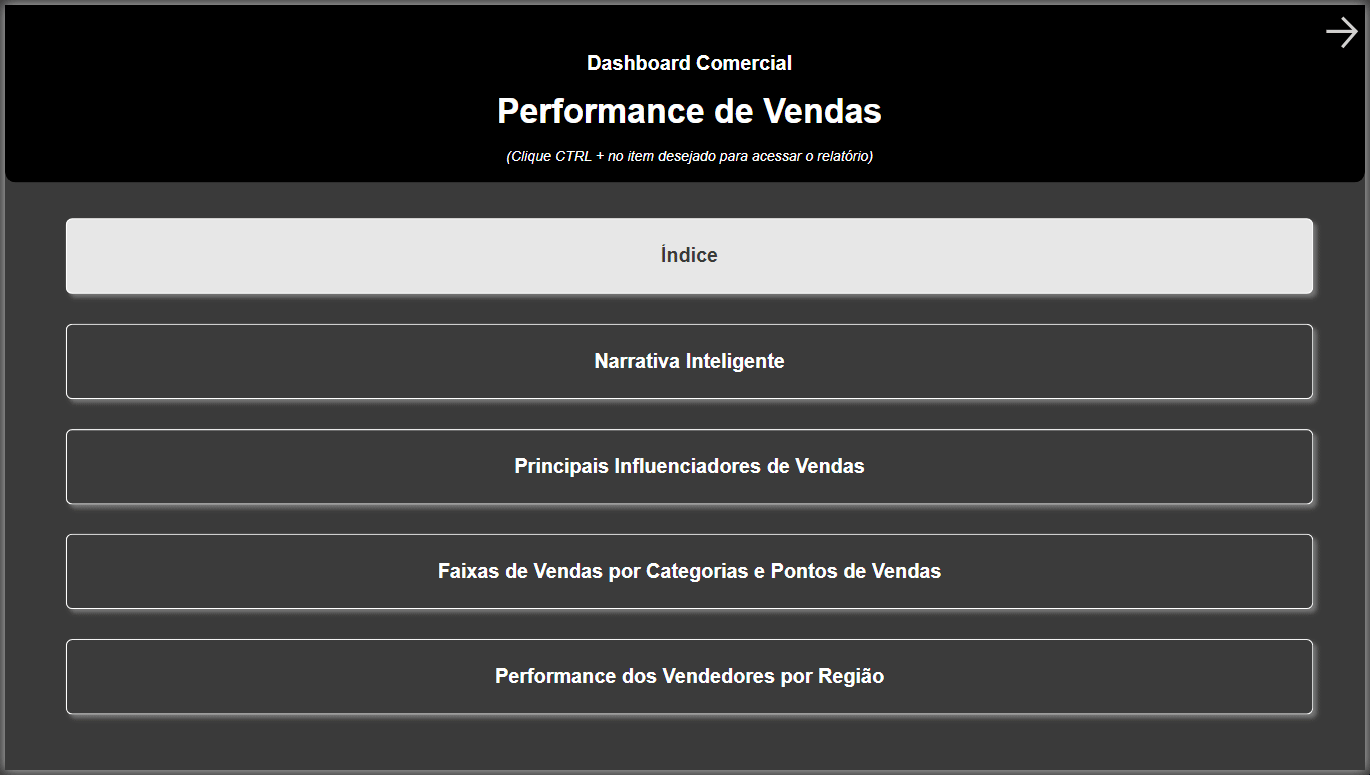 Dashboard Comercial
Performance de Vendas
(Clique CTRL + no item desejado para acessar o relatório)
Índice
Narrativa Inteligente
Principais Influenciadores de Vendas
Faixas de Vendas por Categorias e Pontos de Vendas
Performance dos Vendedores por Região